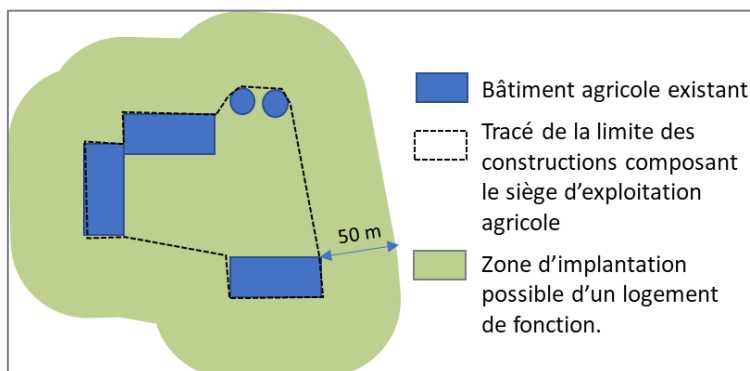 Bâtiment agricole existant
Tracé de la limite des
constructions composant
le siège d’exploitation
agricole
50 m
Zone d’implantation
possible d’un logement
de fonction.